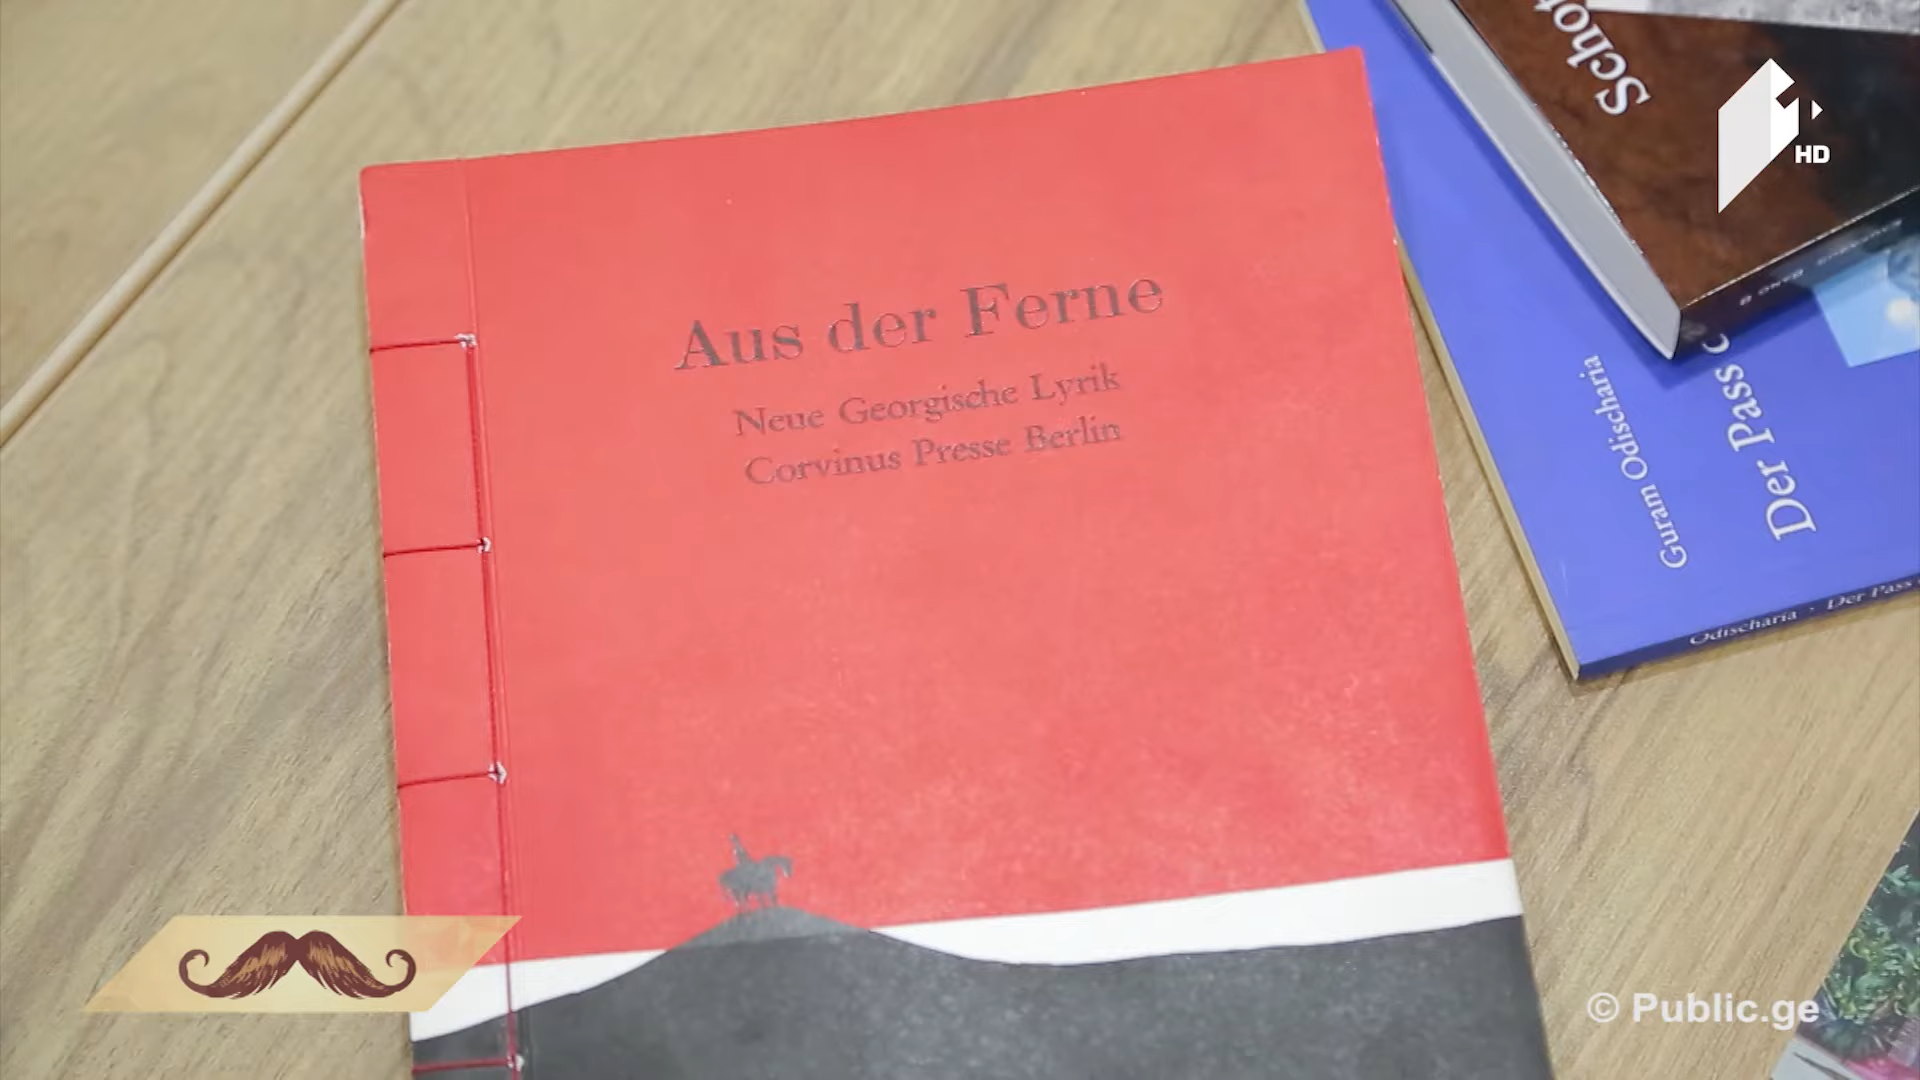 Aus der Ferne
Neue Georgische Lyrik
Corvinus Presse Berlin
Guram Odischaria
Der Pass
Odischaria · Der Pass
HD
© Public.ge